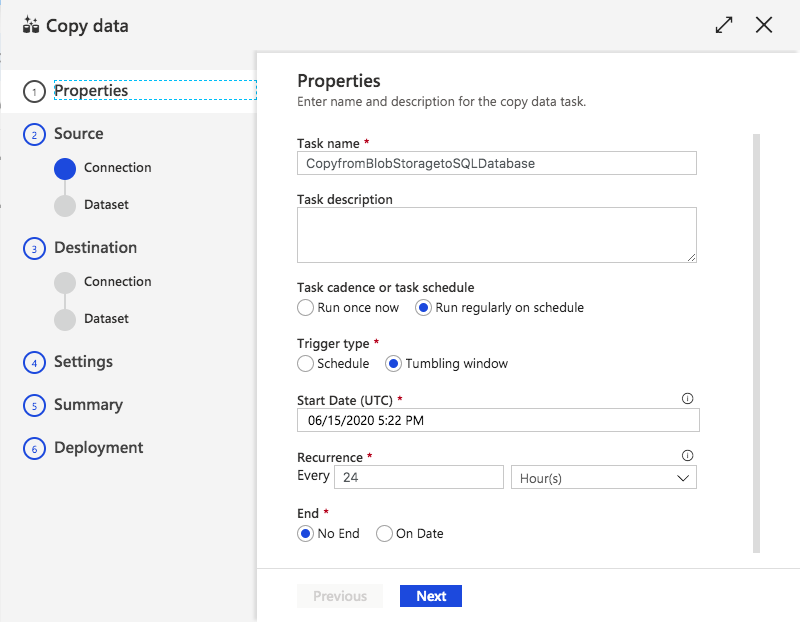 Copy data
1 Properties
2 Source
Connection
Dataset
3 Destination
Connection
Dataset
4 Settings
5 Summary
6 Deployment
Properties
Enter name and description for the copy data task.
Task name *
CopyfromBlobStoragetoSQLDatabase
Task description
Task cadence or task schedule
Run once now Run regularly on schedule
Trigger type *
Schedule Tumbling window
Start Date (UTC) *
06/15/2020 5:22 PM
Recurrence *
Every 24 Hour(s)
End *
No End On Date
Previous Next